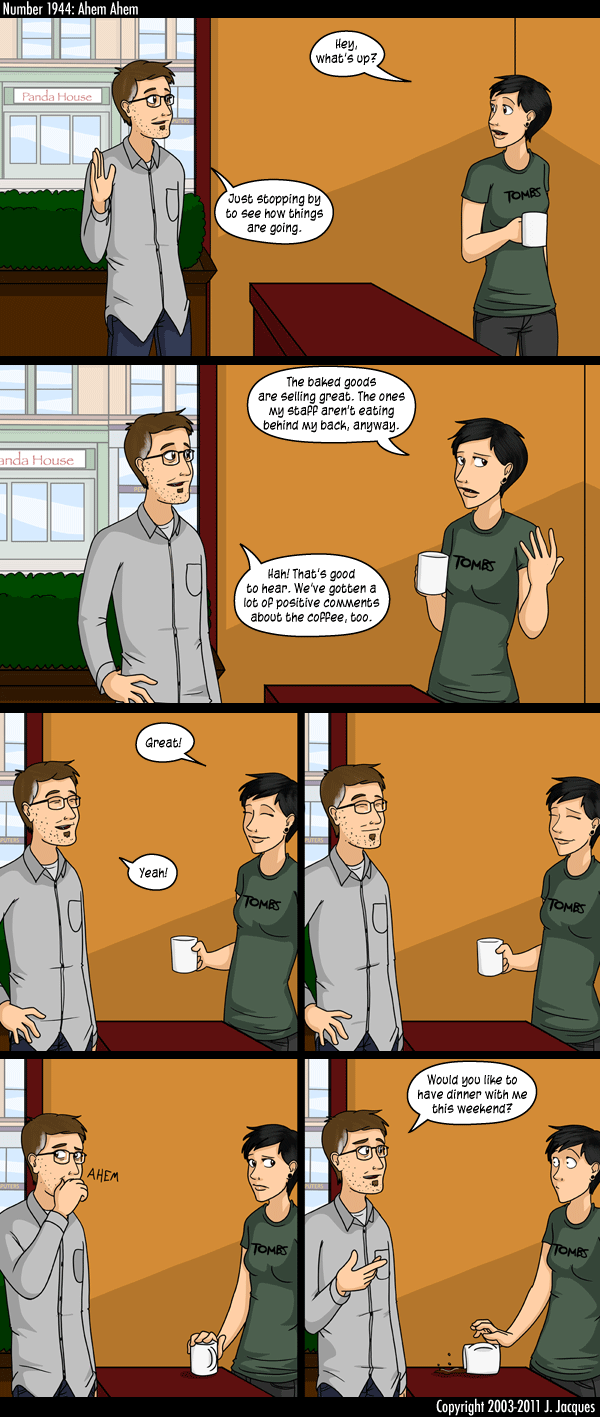 Number 1944: Ahem Ahem
Panda House
Hey,
what's up?
Just stopping by
to see how things
are going.
TOMBS
The baked goods
are selling great. The ones
my staff aren't eating
behind my back, anyway.
anda House
Hah! That's good
to hear. We've gotten a
lot of positive comments
about the coffee, too.
TOMBS
Great!
Yeah!
TOMBS
TOMBS
AHEM
TOMBS
Would you like to
have dinner with me
this weekend?
TOMBS
Copyright 2003-2011 J. Jacques